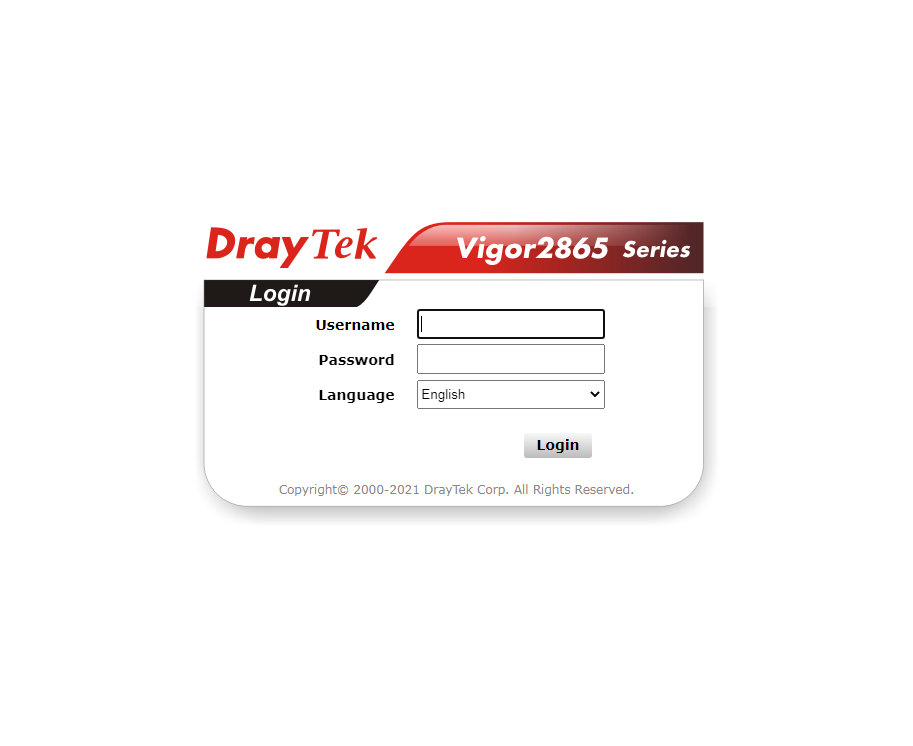 DrayTek Vigor2865 Series
Login
Username
Password
Language English
Login
Copyright© 2000-2021 DrayTek Corp. All Rights Reserved.